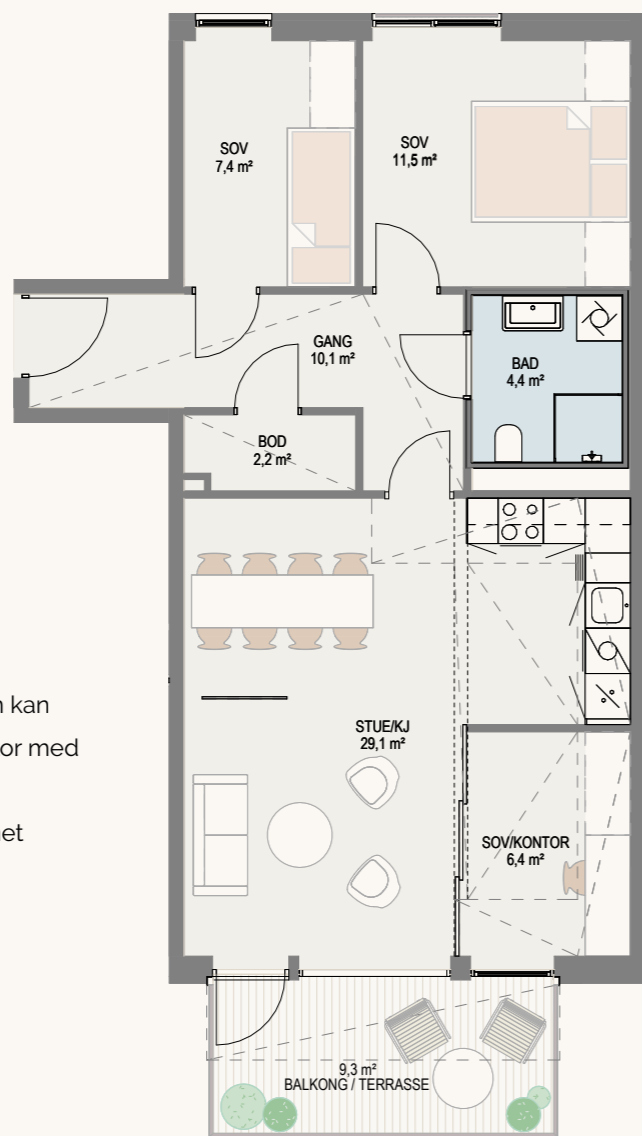 SOV
7,4 m²
SOV
11,5 m²
GANG
10,1 m²
BAD
4,4 m²
BOD
2,2 m²
kan
or med
STUE/KJ
29,1 m²
SOV/KONTOR
6,4 m²
9,3 m²
BALKONG / TERRASSE